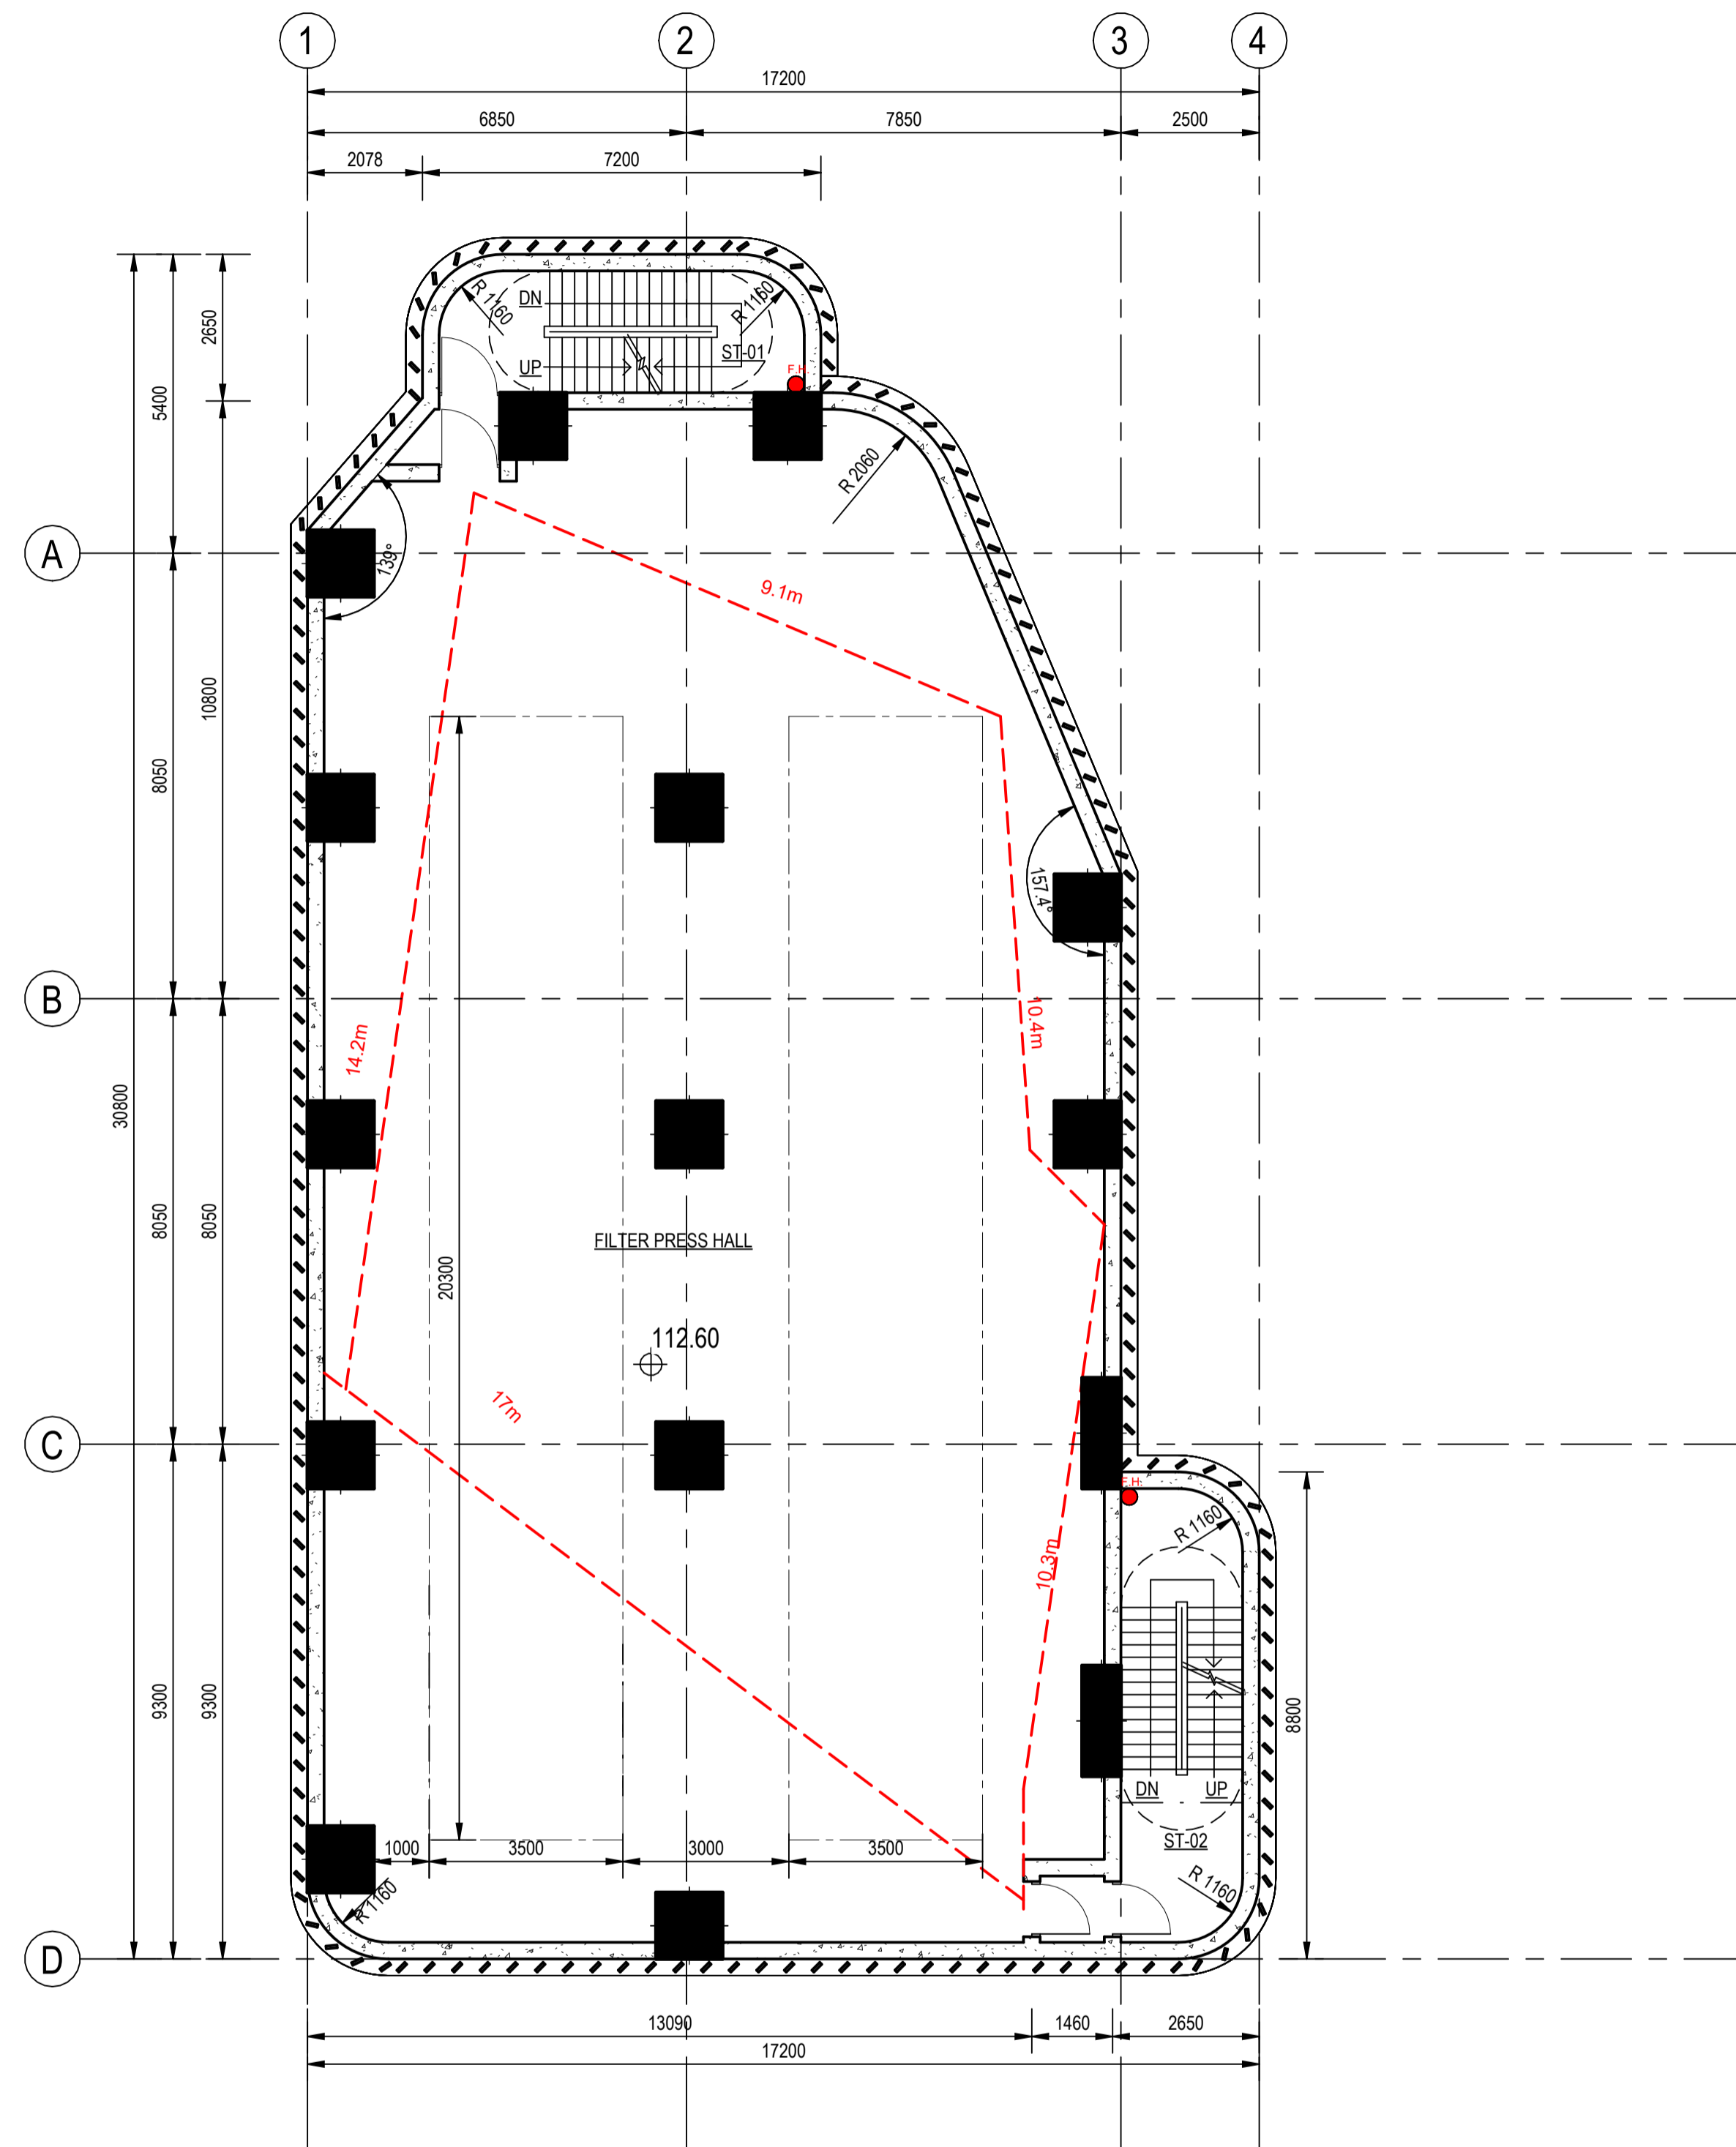 1
2
3
4
17200
6850
7850
2500
2078
7200
2650
5400
R 1160
DN
R 1160
ST-01
UP
F.H.
R 2060
A
139°
9.1m
10800
8050
157.4°
B
10.4m
14.2m
30800
8050
8050
FILTER PRESS HALL
20300
112.60
17m
C
F.H.
R 1160
10.3m
9300
9300
8800
DN
UP
ST-02
1000
3500
3000
3500
R 1160
R 1160
D
13090
1460
2650
17200